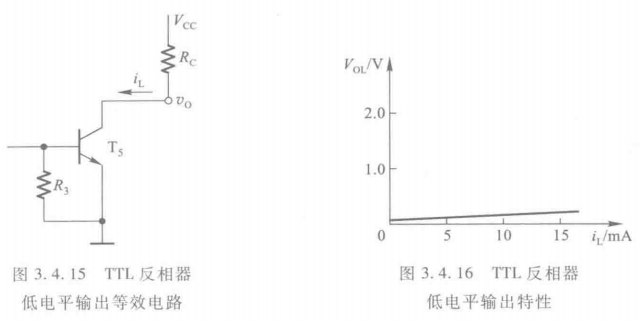 V_CC
R_C
i_L
v_O
T_5
R_3
图 3.4.15 TTL 反相器
低电平输出等效电路
V_OL/V
2.0
1.0
0 5 10 15 i_L/mA
图 3.4.16 TTL 反相器
低电平输出特性